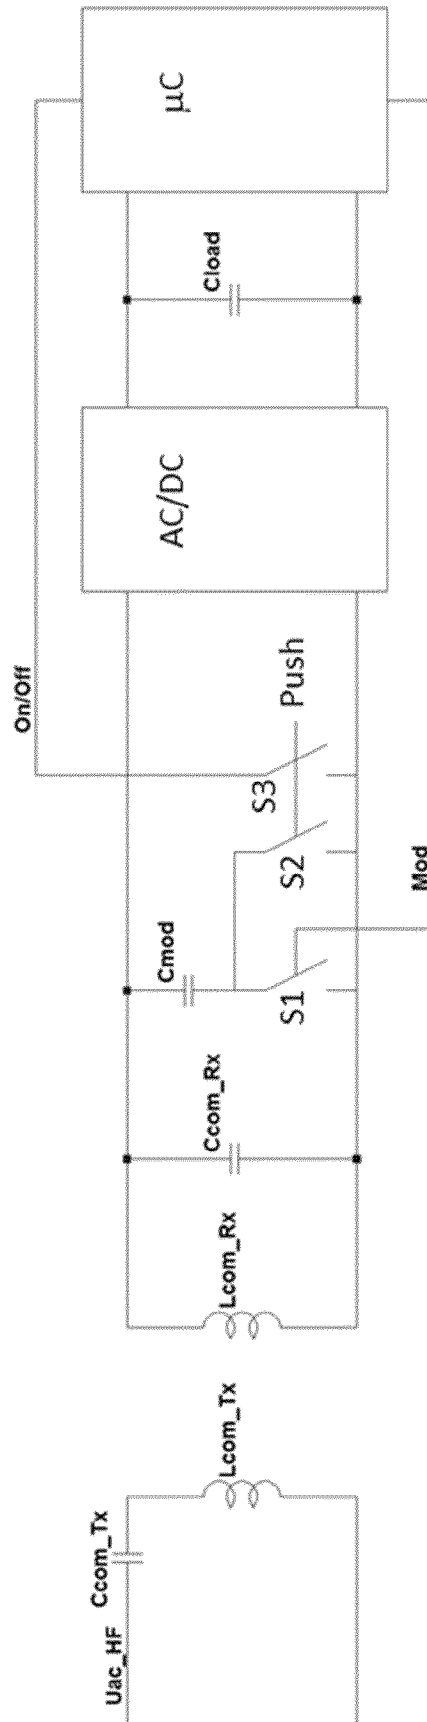 Uac_HF
Ccom_Tx
Lcom_Tx
Lcom_Rx
Ccom_Rx
Cmod
S1
S2
S3
Push
Mod
On/Off
AC/DC
Cload
µC